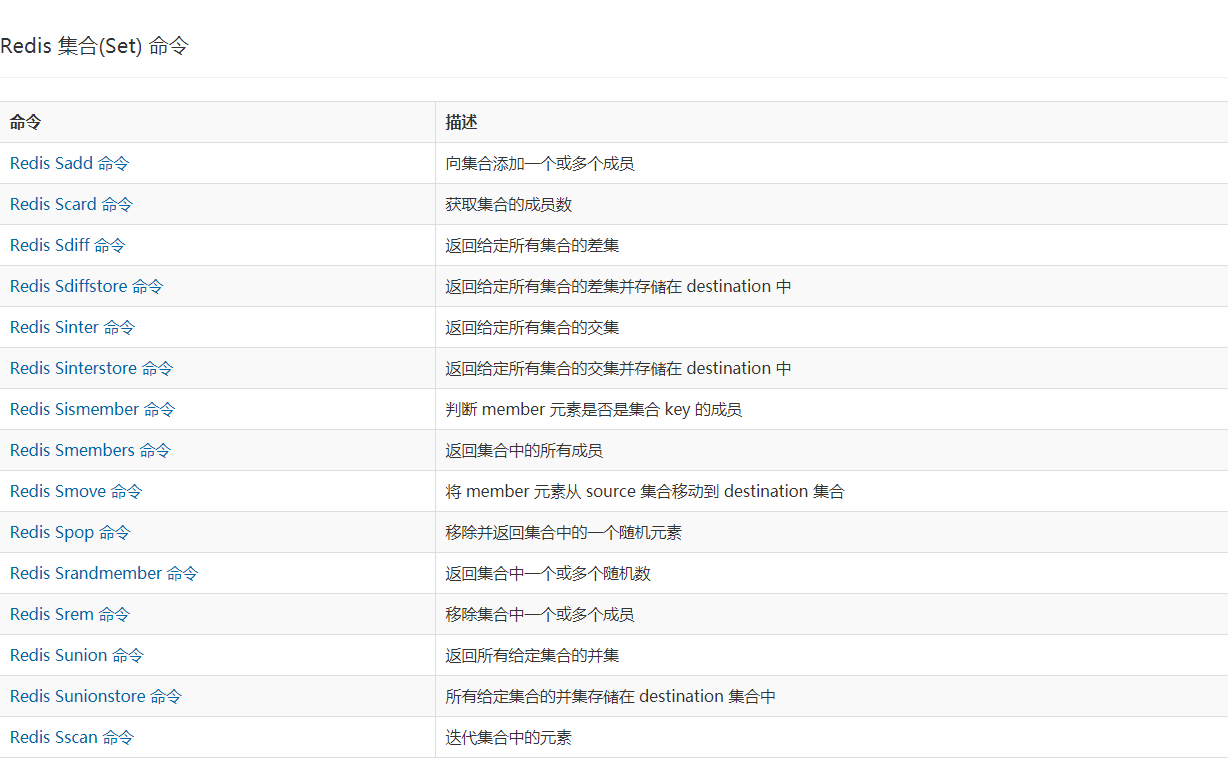 Redis 集合(Set) 命令
命令 描述
Redis Sadd 命令 向集合添加一个或多个成员
Redis Scard 命令 获取集合的成员数
Redis Sdiff 命令 返回给定所有集合的差集
Redis Sdiffstore 命令 返回给定所有集合的差集并存储在 destination 中
Redis Sinter 命令 返回给定所有集合的交集
Redis Sinterstore 命令 返回给定所有集合的交集并存储在 destination 中
Redis Sismember 命令 判断 member 元素是否是集合 key 的成员
Redis Smembers 命令 返回集合中的所有成员
Redis Smove 命令 将 member 元素从 source 集合移动到 destination 集合
Redis Spop 命令 移除并返回集合中的一个随机元素
Redis Srandmember 命令 返回集合中一个或多个随机数
Redis Srem 命令 移除集合中一个或多个成员
Redis Sunion 命令 返回所有给定集合的并集
Redis Sunionstore 命令 所有给定集合的并集存储在 destination 集合中
Redis Sscan 命令 迭代集合中的元素